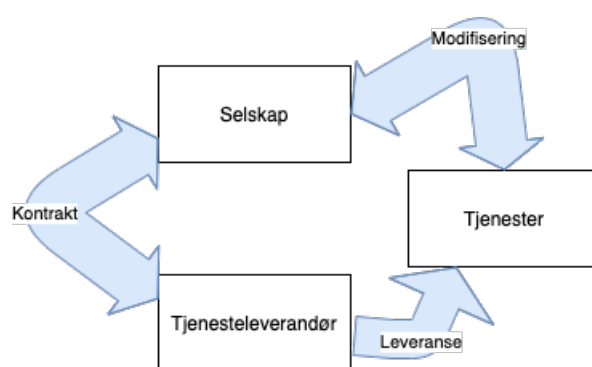 Modifisering
Selskap
Kontrakt
Tjenester
Tjenesteleverandør
Leveranse